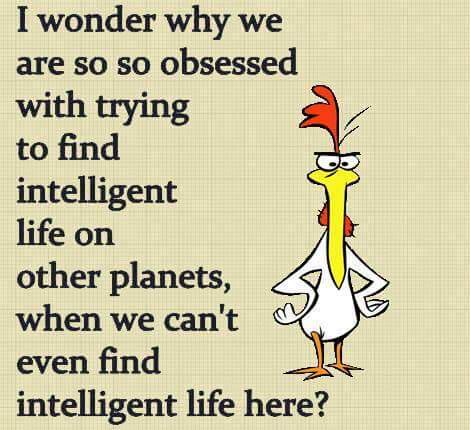 I wonder why we
are so so obsessed
with trying
to find
intelligent
life on
other planets,
when we can't
even find
intelligent life here?